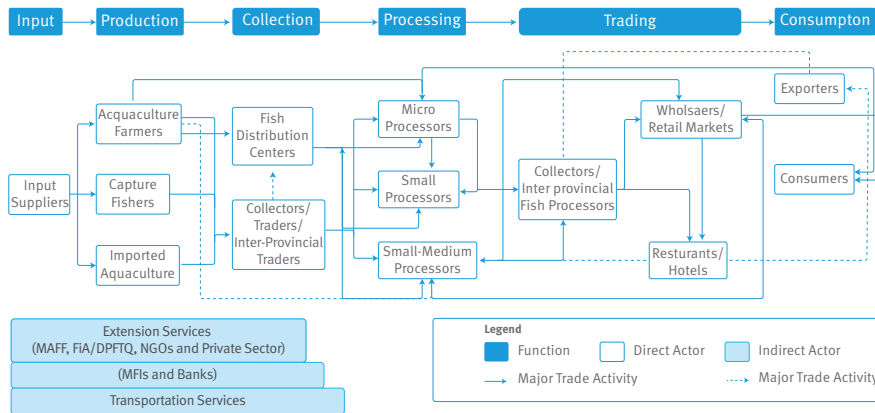 Input
Production
Collection
Processing
Trading
Consumpton
Acquaculture
Farmers
Capture
Fishers
Imported
Aquaculture
Input
Suppliers
Fish
Distribution
Centers
Collectors/
Traders/
Inter-Provincial
Traders
Micro
Processors
Small
Processors
Small-Medium
Processors
Collectors/
Inter provincial
Fish Processors
Wholsaers/
Retail Markets
Resturants/
Hotels
Exporters
Consumers
Extension Services
(MAFF, FiA/DPFTQ, NGOs and Private Sector)
(MFIs and Banks)
Transportation Services
Legend
Function
Direct Actor
Indirect Actor
Major Trade Activity
Major Trade Activity